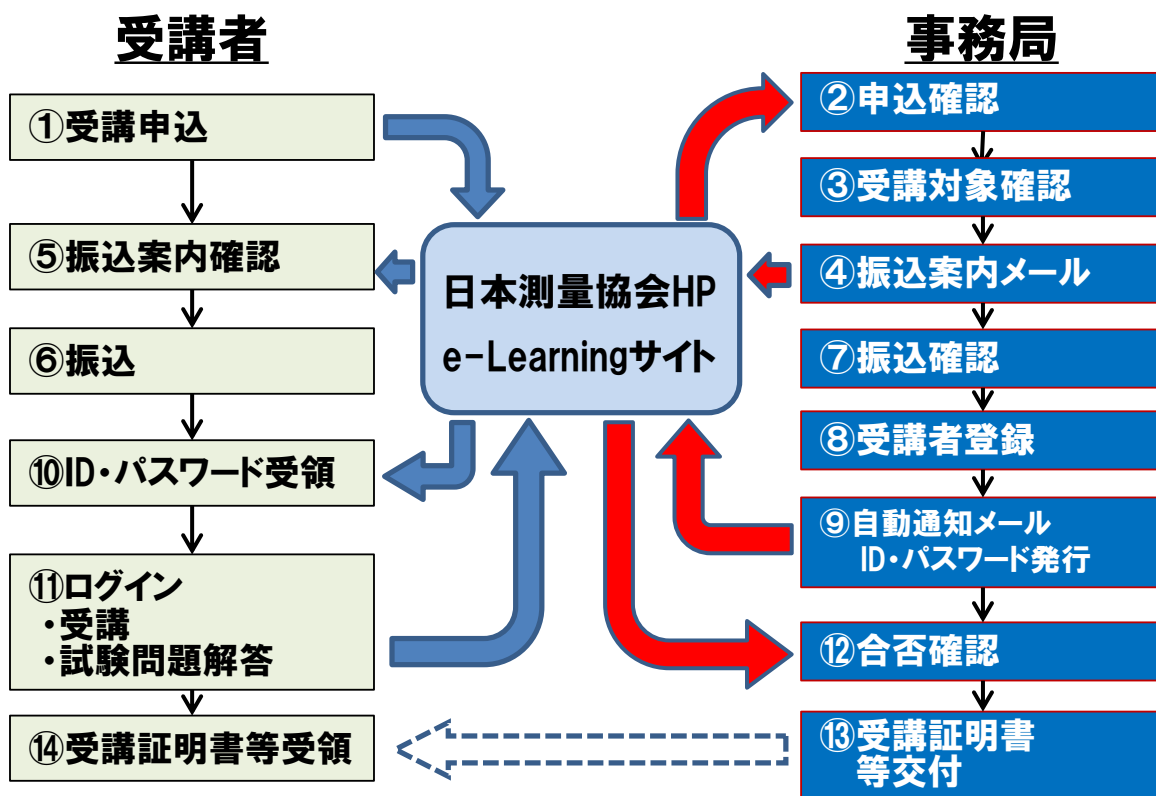 受講者
①受講申込
⑤振込案内確認
⑥振込
⑩ID・パスワード受領
⑪ログイン
・受講
・試験問題解答
⑭受講証明書等受領
日本測量協会HP
e-Learningサイト
事務局
②申込確認
③受講対象確認
④振込案内メール
⑦振込確認
⑧受講者登録
⑨自動通知メール
ID・パスワード発行
⑫合否確認
⑬受講証明書
等交付